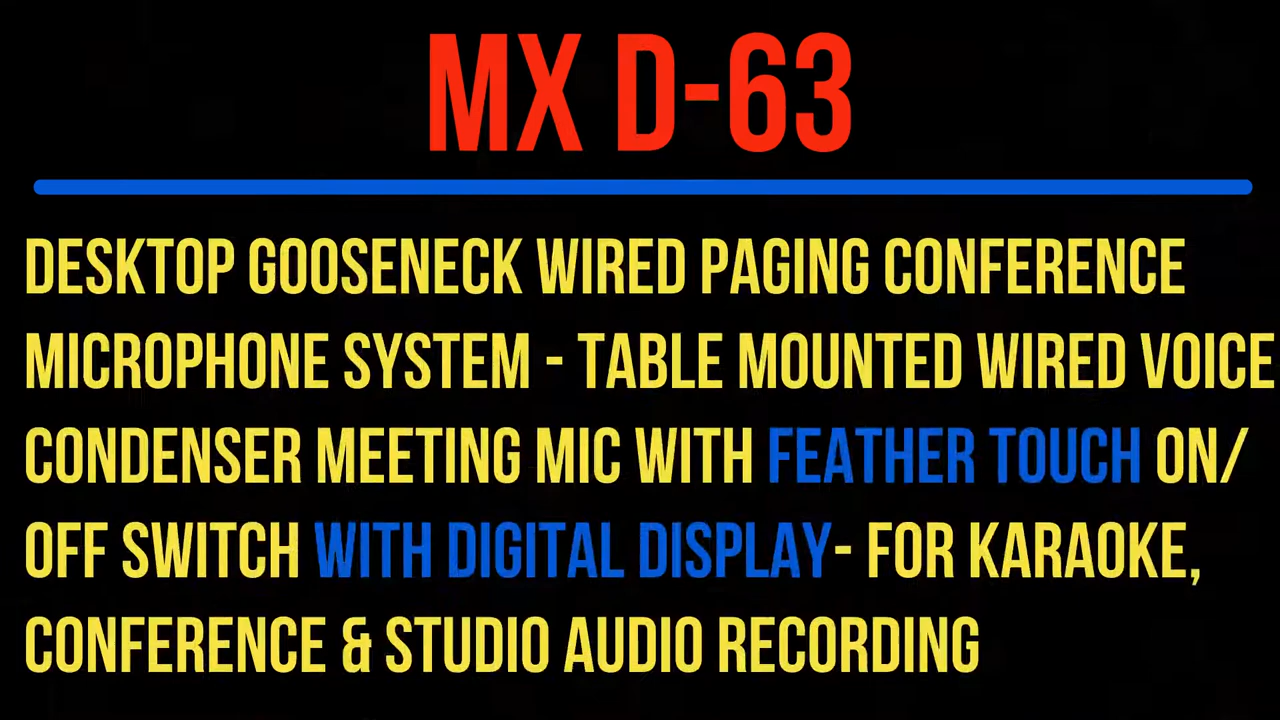 MX D-63
DESKTOP GOOSENECK WIRED PAGING CONFERENCE
MICROPHONE SYSTEM - TABLE MOUNTED WIRED VOICE
CONDENSER MEETING MIC WITH FEATHER TOUCH ON/
OFF SWITCH WITH DIGITAL DISPLAY- FOR KARAOKE,
CONFERENCE & STUDIO AUDIO RECORDING